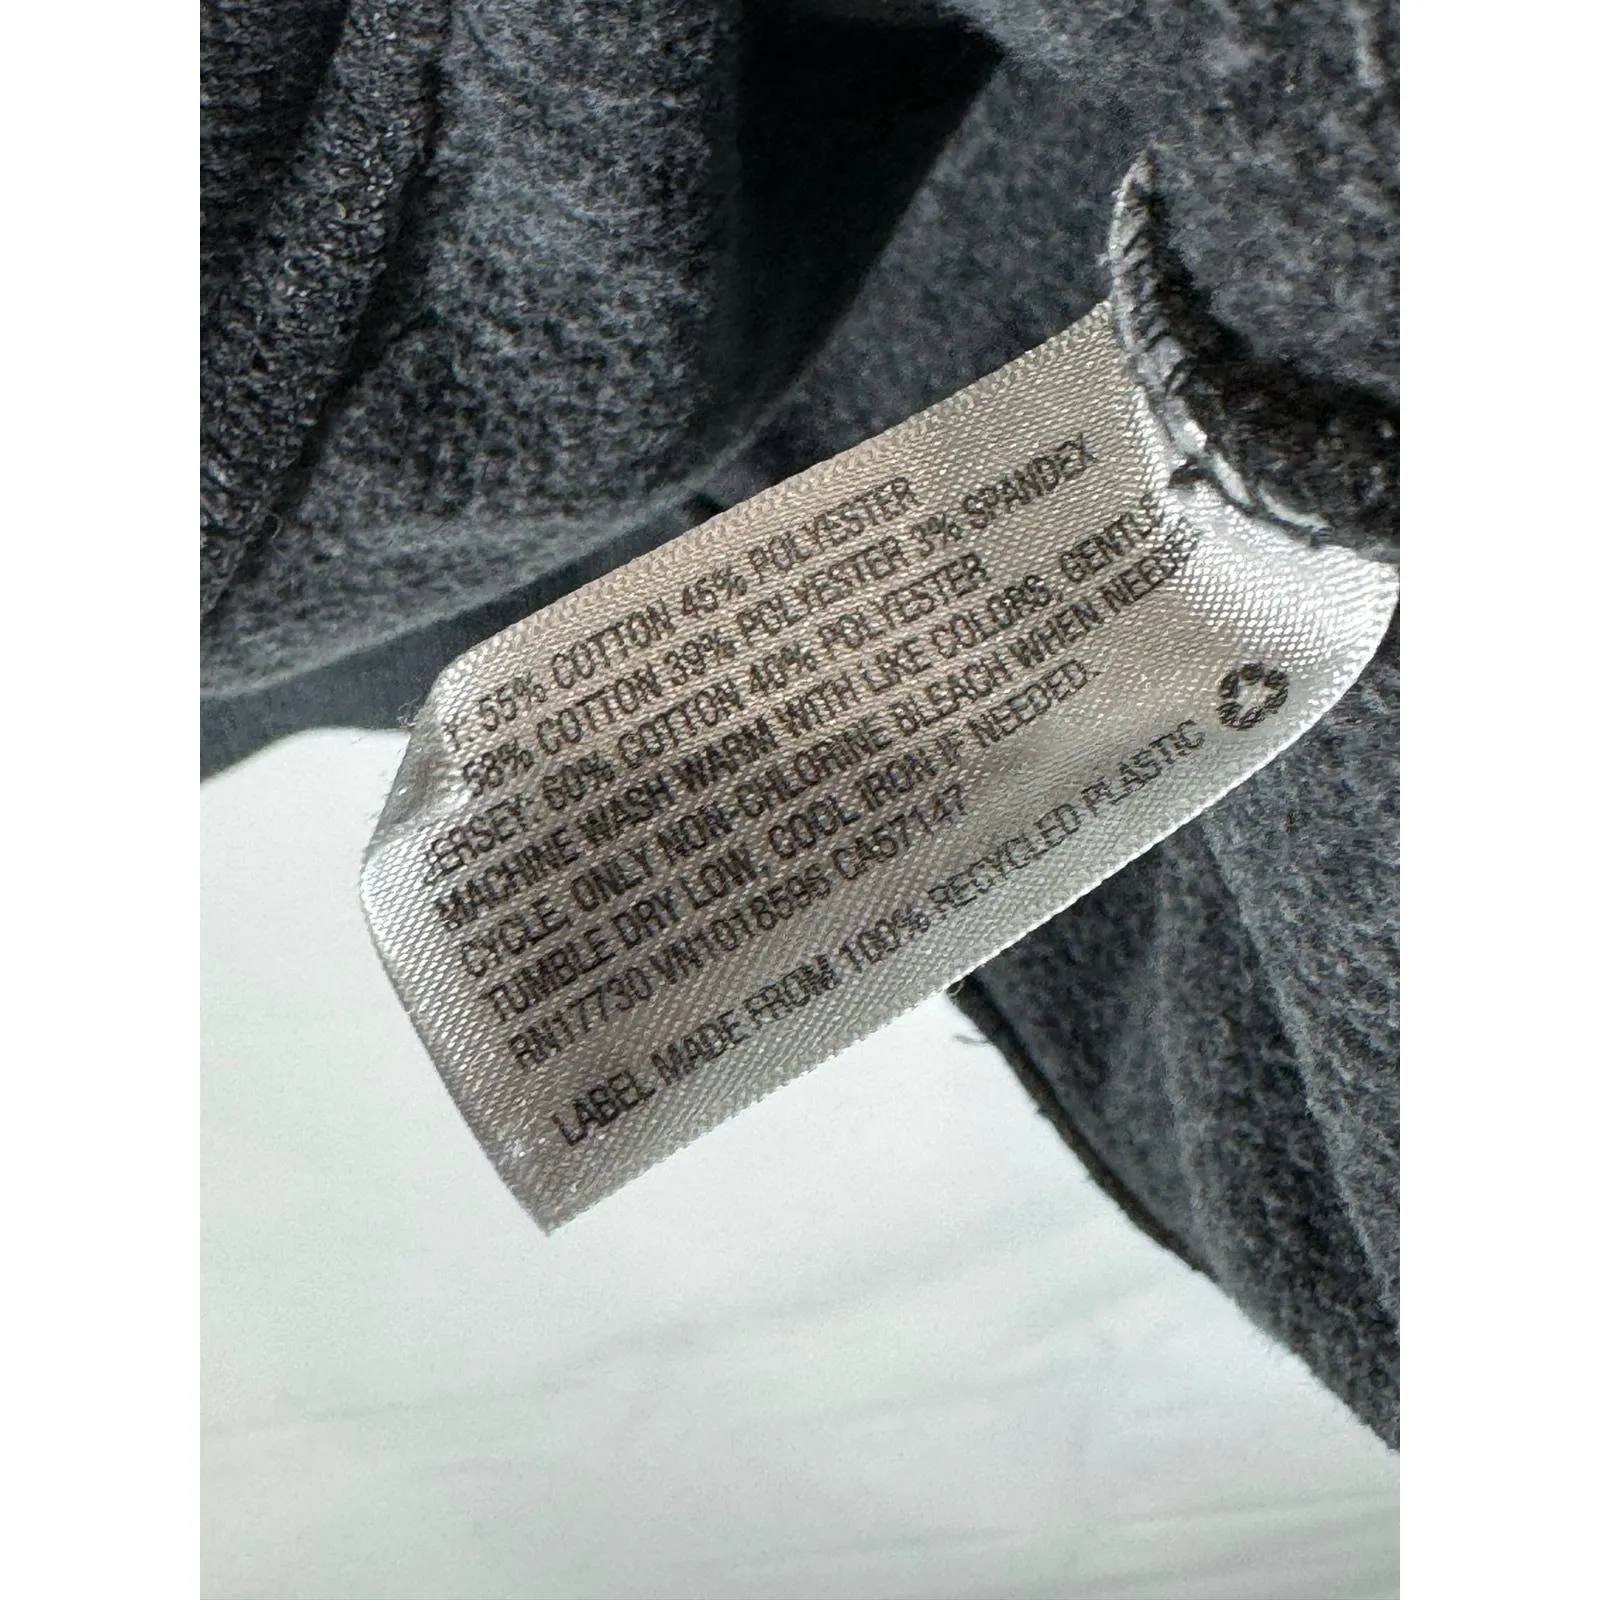 Y: 55% COTTON 45% POLYESTER
58% COTTON 39% POLYESTER 3% SPANDEX
ERSEY: 60% COTTON 40% POLYESTER
MACHINE WASH WARM WITH LIKE COLORS, GENTLE
CYCLE. ONLY NON-CHLORINE BLEACH WHEN NEEDE
TUMBLE DRY LOW. COOL IRON IF NEEDED.
RN17730 VN1018595 CA57147
LABEL MADE FROM 100% RECYCLED PLASTIC